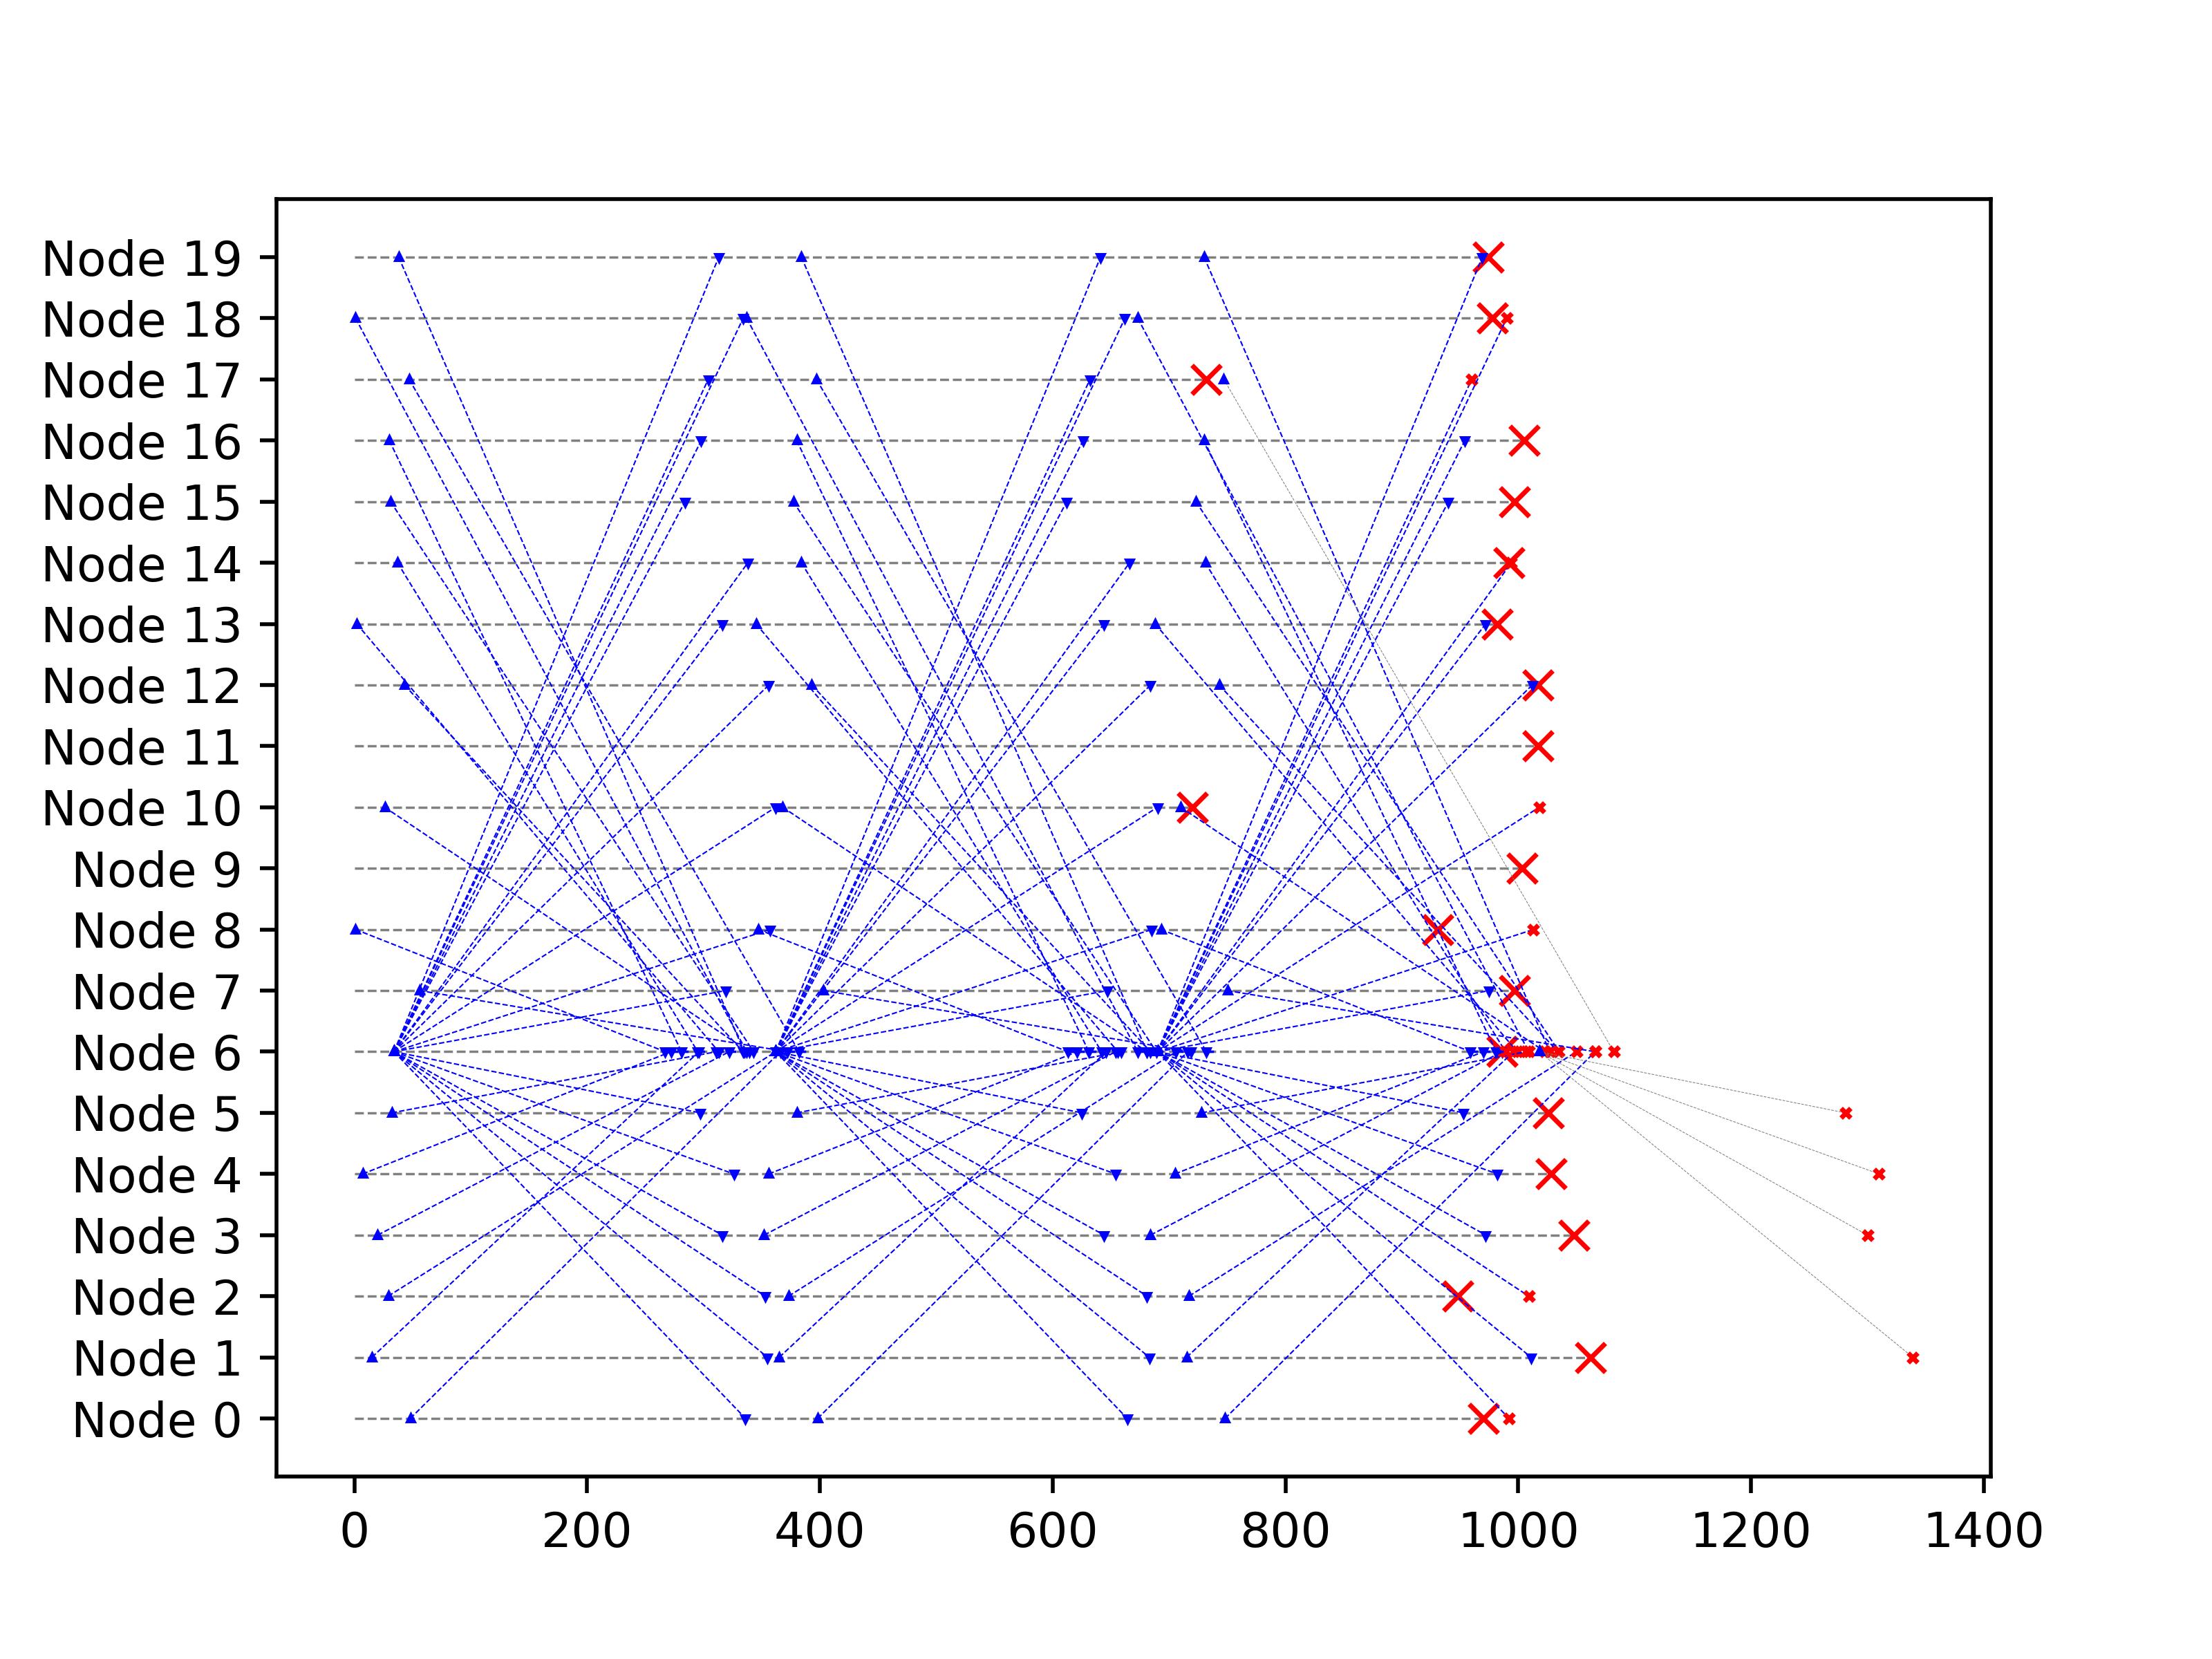 Node 19
Node 18
Node 17
Node 16
Node 15
Node 14
Node 13
Node 12
Node 11
Node 10
Node 9
Node 8
Node 7
Node 6
Node 5
Node 4
Node 3
Node 2
Node 1
Node 0
0 200 400 600 800 1000 1200 1400